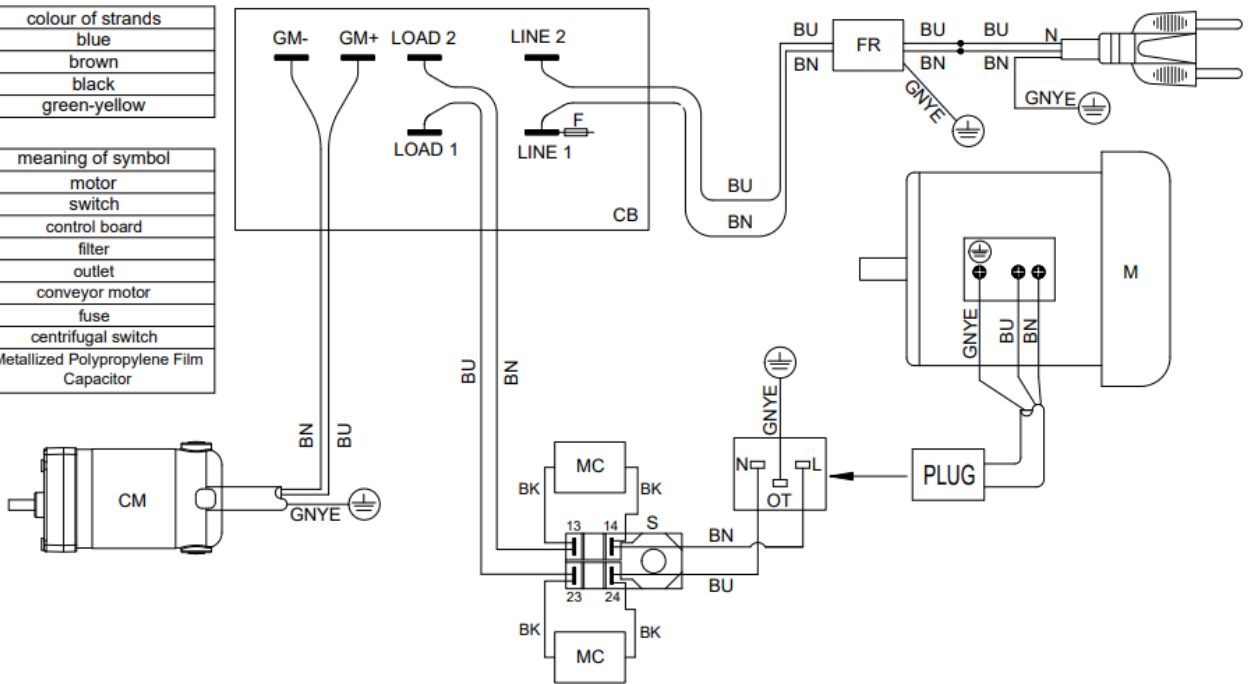 colour of strands
blue
brown
black
green-yellow
meaning of symbol
motor
switch
control board
filter
outlet
conveyor motor
fuse
centrifugal switch
Metallized Polypropylene Film
Capacitor
GM- GM+ LOAD 2 LINE 2
LOAD 1 LINE 1 F
CB
BU FR BU BU N
BN BN BN
GNYE GNYE
BU
BN
M
GNYE BU BN
BU BN
BN BU
CM
GNYE
GNYE
N L
OT
PLUG
MC
BK BK
13 14 S
BN
23 24 BU
BK BK
MC